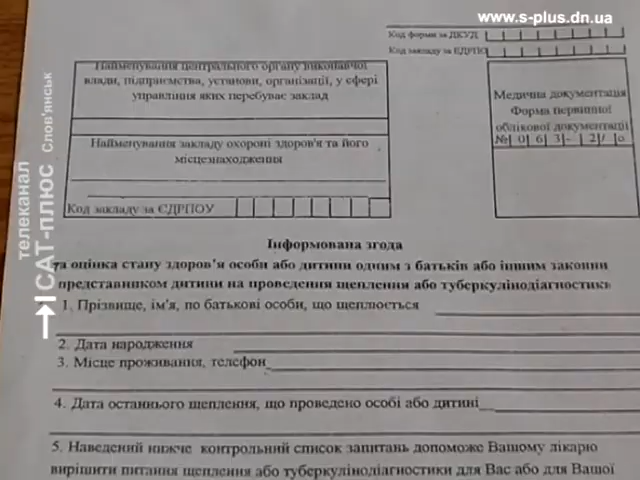 www.s-plus.dn.ua
Код форми за ДКУД
Код закладу за ЄДРПО
Найменування центрального органу виконавчої
влади, підприємства, установи, організації, у сфері
управління яких перебуває заклад
Найменування закладу охорони здоров'я та його
місцезнаходження
Код закладу за ЄДРПОУ
Медична документація
Форма первинної
облікової документації
№ 0 6 3 - 2 / о
телеканал
САТ-ПЛЮС Слов'янськ
Інформована згода
та оцінка стану здоров'я особи або дитини одним з батьків або іншим законни
представником дитини на проведення щеплення або туберкулінодіагностики
1. Прізвище, ім'я, по батькові особи, що щеплюється
2. Дата народження
3. Місце проживання, телефон
4. Дата останнього щеплення, що проведено особі або дитині
5. Наведений нижче контрольний список запитань допоможе Вашому лікарю
вирішити питання щеплення або туберкулінодіагностики для Вас або для Вашої